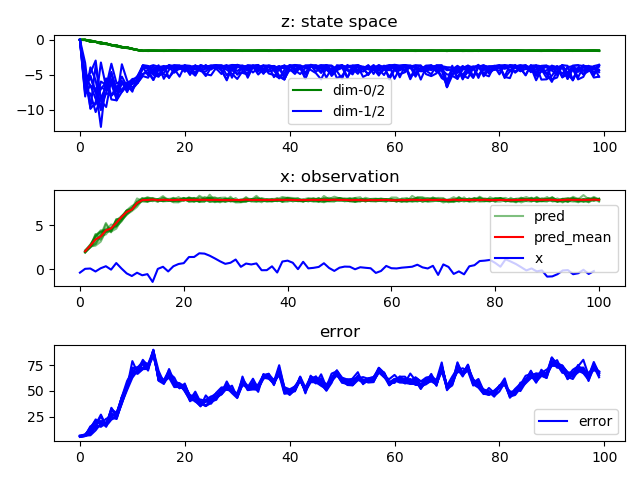 z: state space
0
−5
−10
dim-0/2
dim-1/2
0 20 40 60 80 100
x: observation
5
0
pred
pred_mean
x
0 20 40 60 80 100
error
75
50
25
error
0 20 40 60 80 100